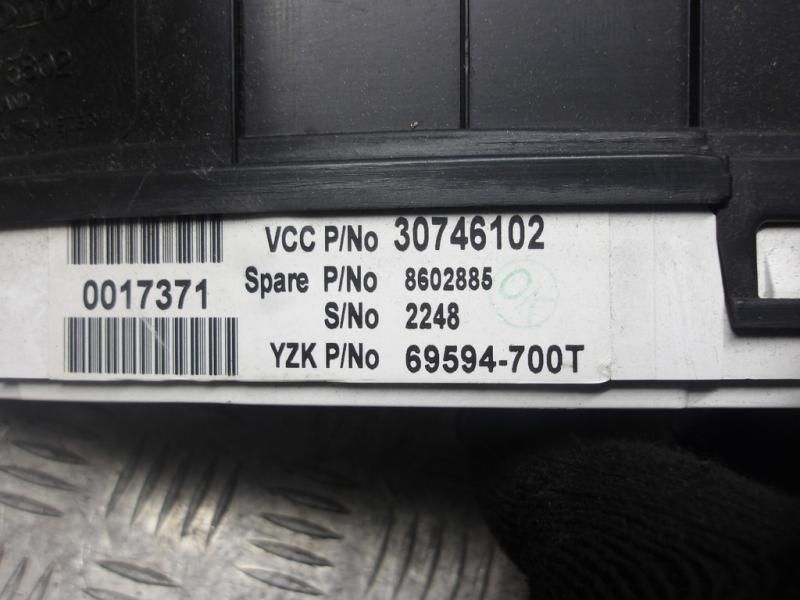 VCC P/No 30746102
0017371
Spare P/No 8602885
S/No 2248
YZK P/No 69594-700T